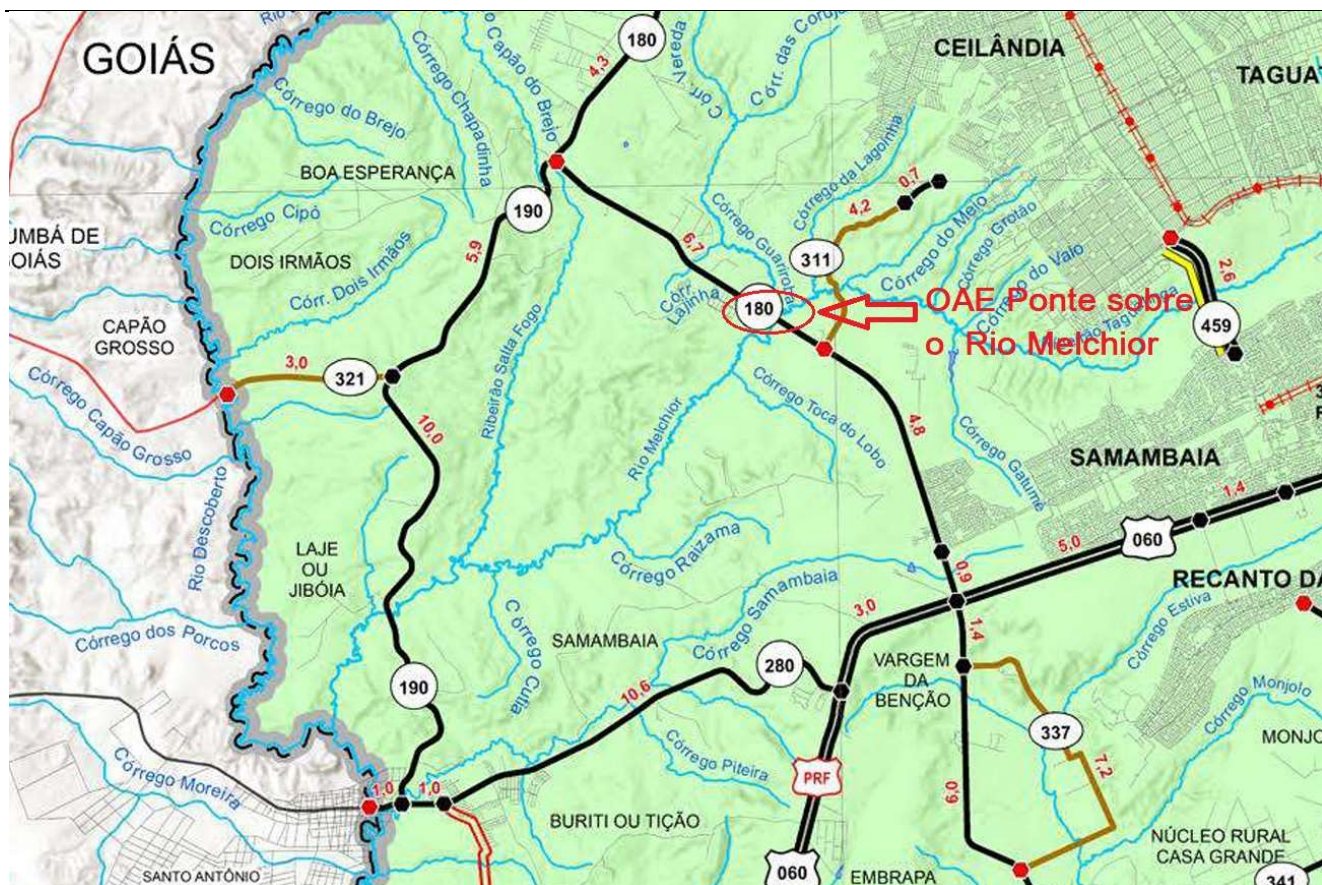 GOIÁS
180
CEILÂNDIA
4,3
Capão do Brejo
Córrego Chapadinha
Córr. Vereda
Córr. das Coruja
TAGUAT
Córrego do Brejo
BOA ESPERANÇA
Córrego da Lagoinha
0,7
190
4,2
Córrego do Meio
Córrego Cipó
5,9
6,7
Córrego Guariroba
311
Córrego Grotão
UMBÁ DE
OIÁS
DOIS IRMÃOS
Córr. Dois Irmãos
Córr.
Lajinha
180
Córrego do Valo
2,6
OAE Ponte sobre
o Rio Melchior
459
CAPÃO
GROSSO
3,0
321
Ribeirão Salta Fogo
Córrego Capão Grosso
10,0
Rio Melchior
Córrego Toca do Lobo
4,8
Córrego Gatumé
SAMAMBAIA
1,4
060
5,0
Rio Descoberto
LAJE
OU
JIBÓIA
Córrego Raizama
0,9
RECANTO DA
Córrego Samambaia
3,0
1,4
Córrego Estiva
Córrego dos Porcos
SAMAMBAIA
280
VARGEM
DA
BENÇÃO
190
10,6
337
Córrego Monjolo
MONJO
Córrego Moreira
Córrego Piteira
PRF
7,2
1,0
1,0
6,0
BURITI OU TIÇÃO
NÚCLEO RURAL
CASA GRANDE
SANTO ANTÔNIO
060
EMBRAPA
341